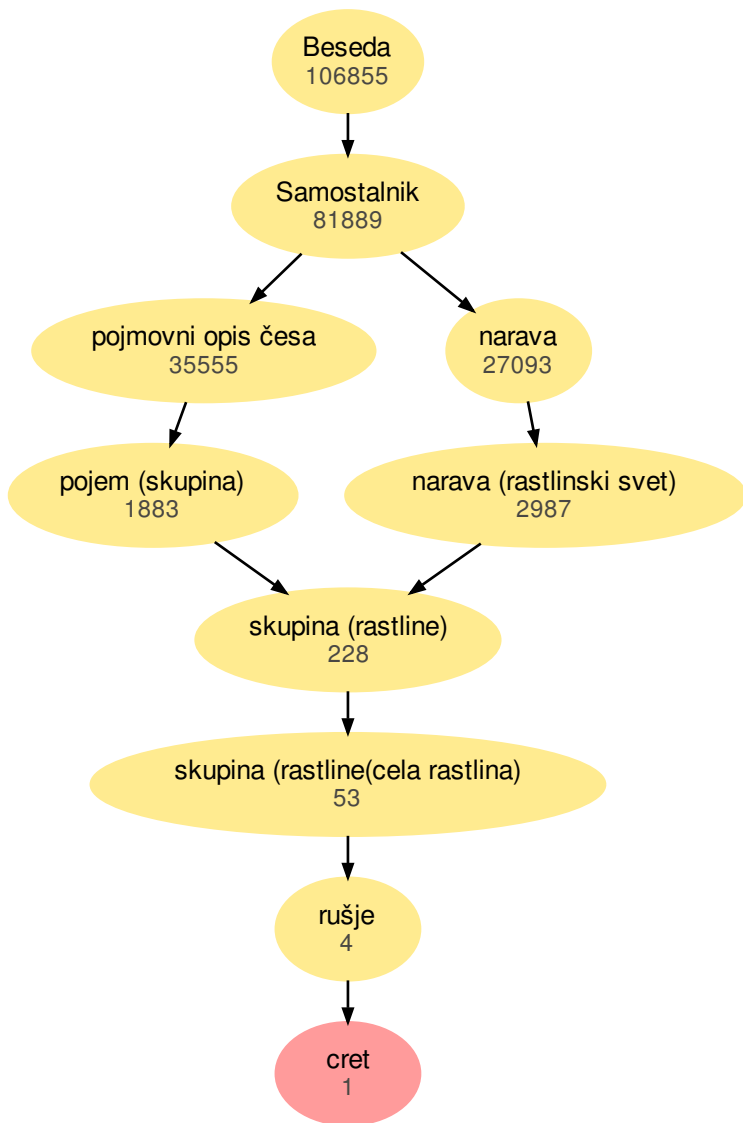 Beseda
106855
Samostalnik
81889
pojmovni opis česa
35555
narava
27093
pojem (skupina)
1883
narava (rastlinski svet)
2987
skupina (rastline)
228
skupina (rastline(cela rastlina)
53
rušje
4
cret
1